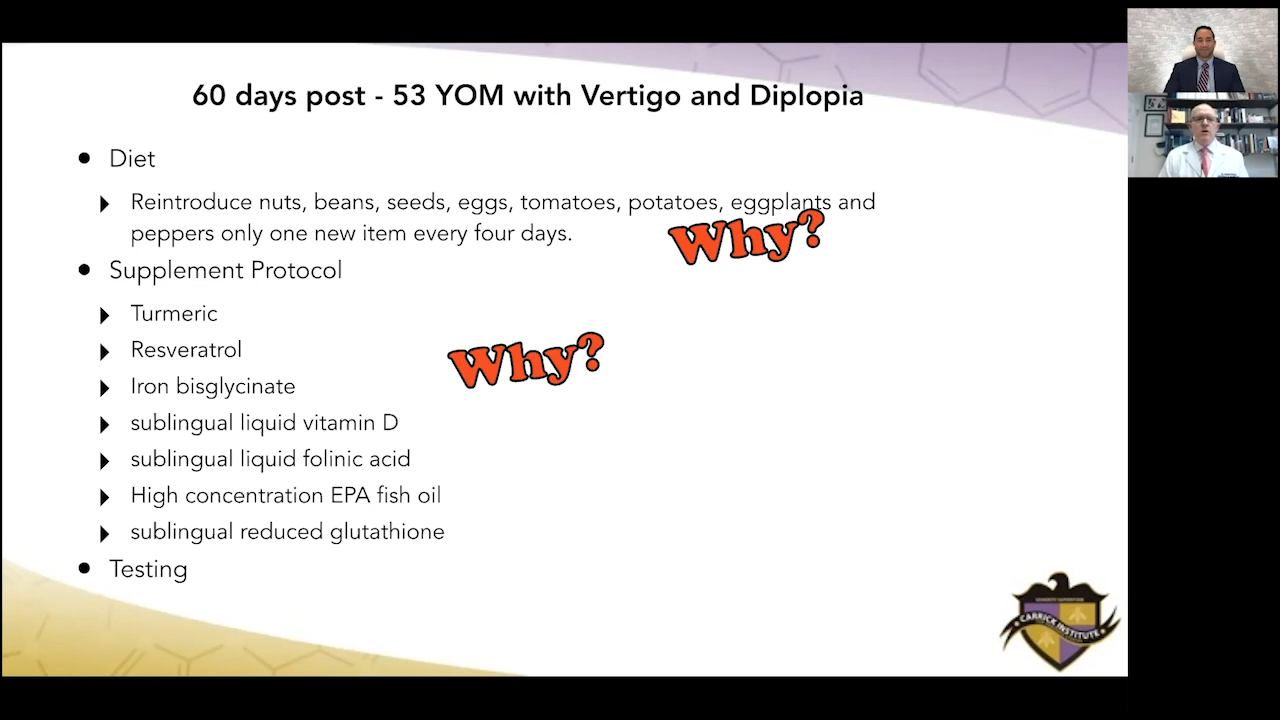 60 days post - 53 YOM with Vertigo and Diplopia
Diet
Reintroduce nuts, beans, seeds, eggs, tomatoes, potatoes, eggplants and
peppers only one new item every four days.
Why?
Supplement Protocol
Turmeric
Resveratrol
Why?
Iron bisglycinate
sublingual liquid vitamin D
sublingual liquid folinic acid
High concentration EPA fish oil
sublingual reduced glutathione
Testing
CARRICK INSTITUTE